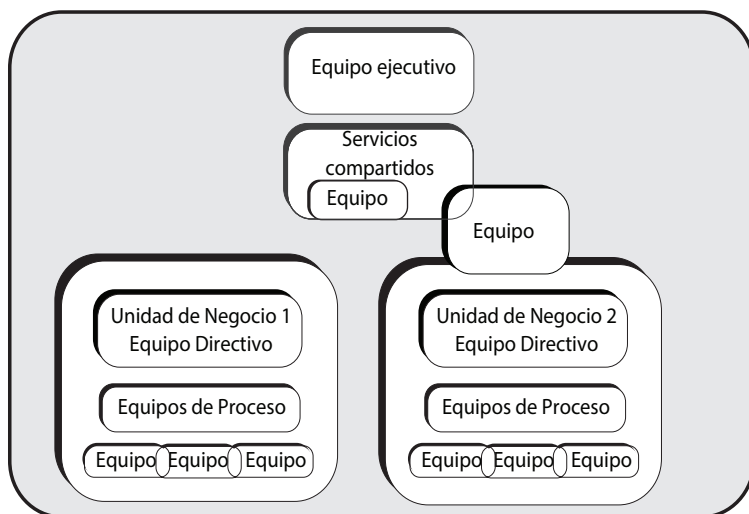 Equipo ejecutivo
Servicios
compartidos
Equipo
Equipo
Unidad de Negocio 1
Equipo Directivo
Equipos de Proceso
Equipo Equipo Equipo
Unidad de Negocio 2
Equipo Directivo
Equipos de Proceso
Equipo Equipo Equipo